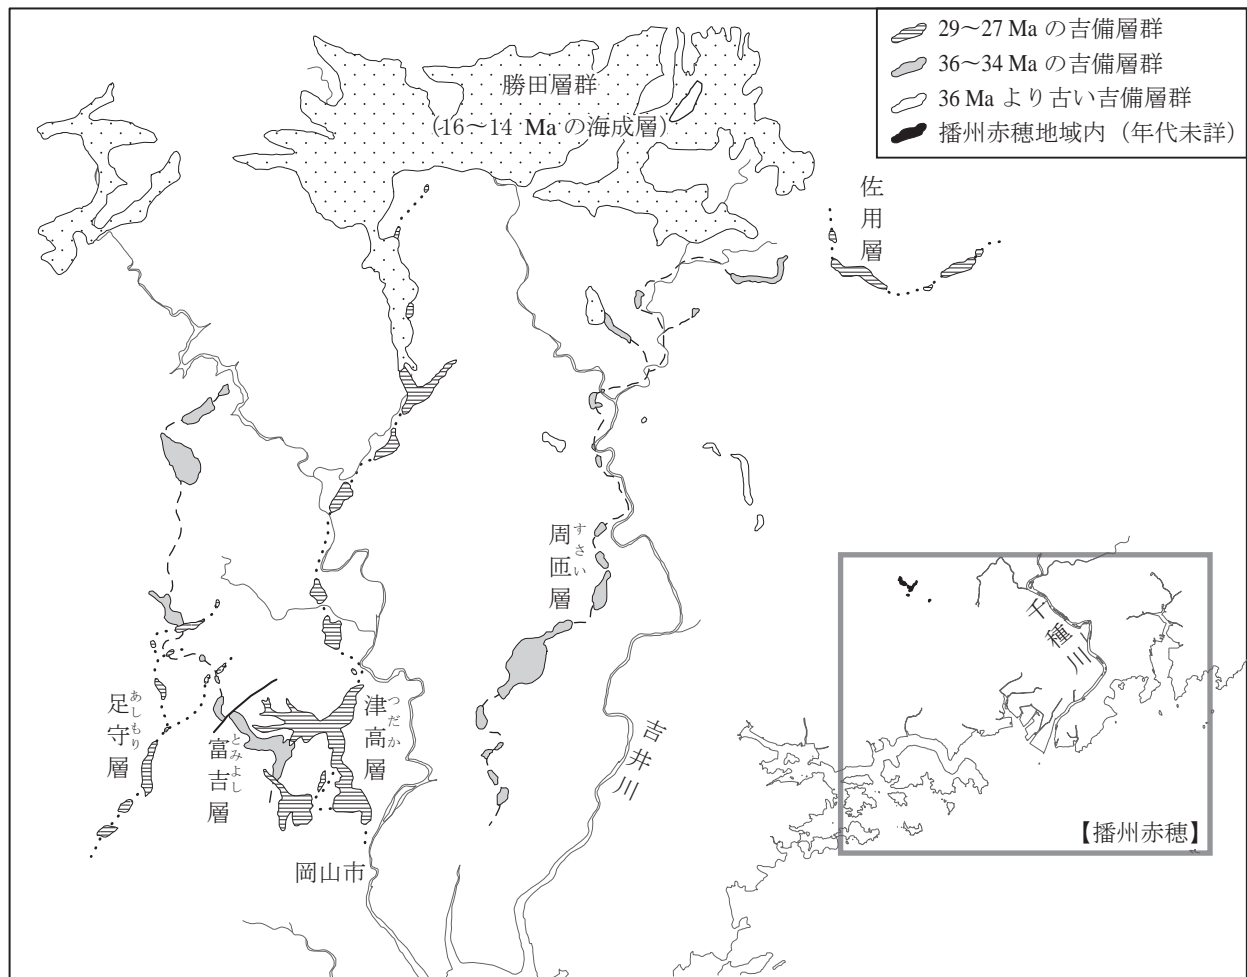 29～27 Ma の吉備層群
36～34 Ma の吉備層群
36 Ma より古い吉備層群
播州赤穂地域内（年代未詳）
勝田層群
（16～14 Ma の海成層）
佐用層
周匝層
すさい
千種川
足守層
あしもり
富吉層
とみよし
津高層
つだか
吉井川
岡山市
【播州赤穂】